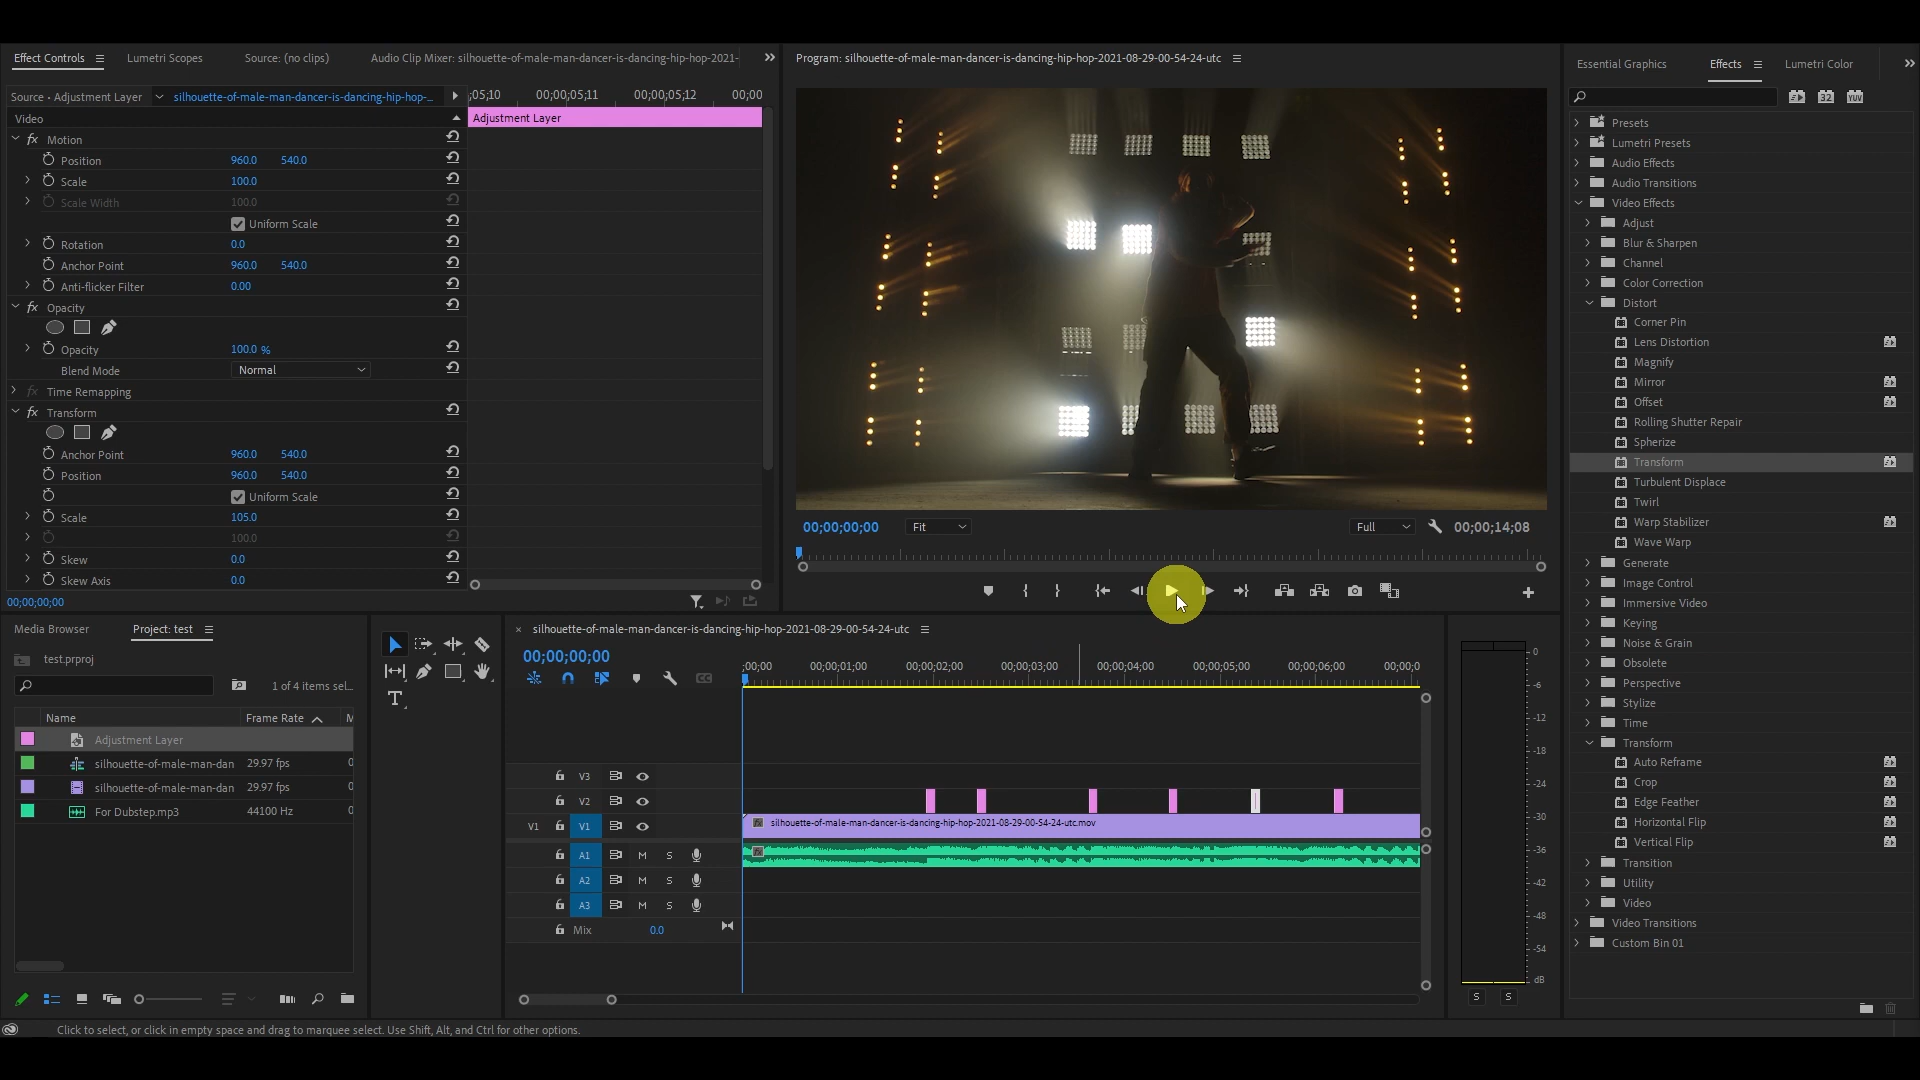 Effect Controls
Lumetri Scopes
Source: (no clips)
Audio Clip Mixer: silhouette-of-male-man-dancer-is-dancing-hip-hop-2021-
Source · Adjustment Layer
silhouette-of-male-man-dancer-is-dancing-hip-hop-...
;05;10
00;00;05;11
00;00;05;12
00;00
Video
Adjustment Layer
fx Motion
Position 960.0 540.0
Scale 100.0
Scale Width 100.0
Uniform Scale
Rotation 0.0
Anchor Point 960.0 540.0
Anti-flicker Filter 0.00
fx Opacity
Opacity 100.0 %
Blend Mode Normal
fx Time Remapping
fx Transform
Anchor Point 960.0 540.0
Position 960.0 540.0
Uniform Scale
Scale 105.0
100.0
Skew 0.0
Skew Axis 0.0
00;00;00;00
Program: silhouette-of-male-man-dancer-is-dancing-hip-hop-2021-08-29-00-54-24-utc
00;00;00;00
Fit
Full
00;00;14;08
Essential Graphics
Effects
Lumetri Color
32
YUV
Presets
Lumetri Presets
Audio Effects
Audio Transitions
Video Effects
Adjust
Blur & Sharpen
Channel
Color Correction
Distort
Corner Pin
Lens Distortion
Magnify
Mirror
Offset
Rolling Shutter Repair
Spherize
Transform
Turbulent Displace
Twirl
Warp Stabilizer
Wave Warp
Generate
Image Control
Immersive Video
Keying
Noise & Grain
Obsolete
Perspective
Stylize
Time
Transform
Auto Reframe
Crop
Edge Feather
Horizontal Flip
Vertical Flip
Transition
Utility
Video
Video Transitions
Custom Bin 01
Media Browser
Project: test
test.prproj
1 of 4 items sel...
Name
Frame Rate
Adjustment Layer
silhouette-of-male-man-dan 29.97 fps
silhouette-of-male-man-dan 29.97 fps
For Dubstep.mp3 44100 Hz
T
× silhouette-of-male-man-dancer-is-dancing-hip-hop-2021-08-29-00-54-24-utc
00;00;00;00
;00;00
00;00;01;00
00;00;02;00
00;00;03;00
00;00;04;00
00;00;05;00
00;00;06;00
00;00;0
V3
V2
V1 V1
silhouette-of-male-man-dancer-is-dancing-hip-hop-2021-08-29-00-54-24-utc.mov
A1 M S
A2 M S
A3 M S
Mix 0.0
0
-6
-12
-18
-24
-30
-36
-42
-48
-54
dB
S S
Click to select, or click in empty space and drag to marquee select. Use Shift, Alt, and Ctrl for other options.